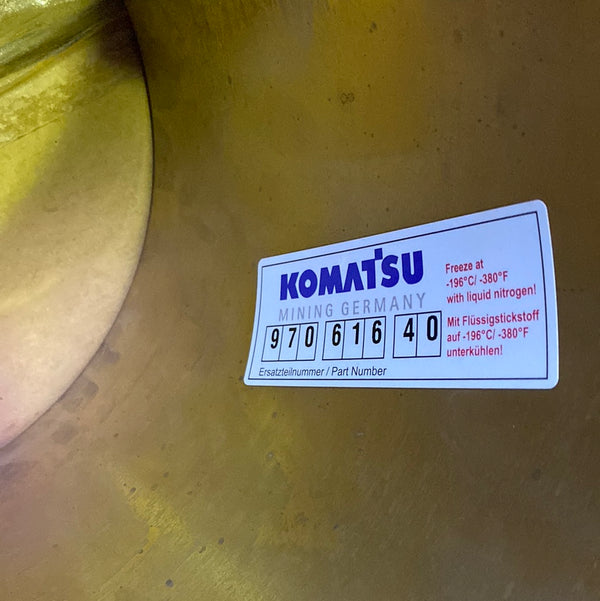 KOMATSU
MINING GERMANY
970 616 40
Ersatzteilnummer / Part Number
Freeze at
-196°C/ -380°F
with liquid nitrogen!
Mit Flüssigstickstoff
auf -196°C/ -380°F
unterkühlen!